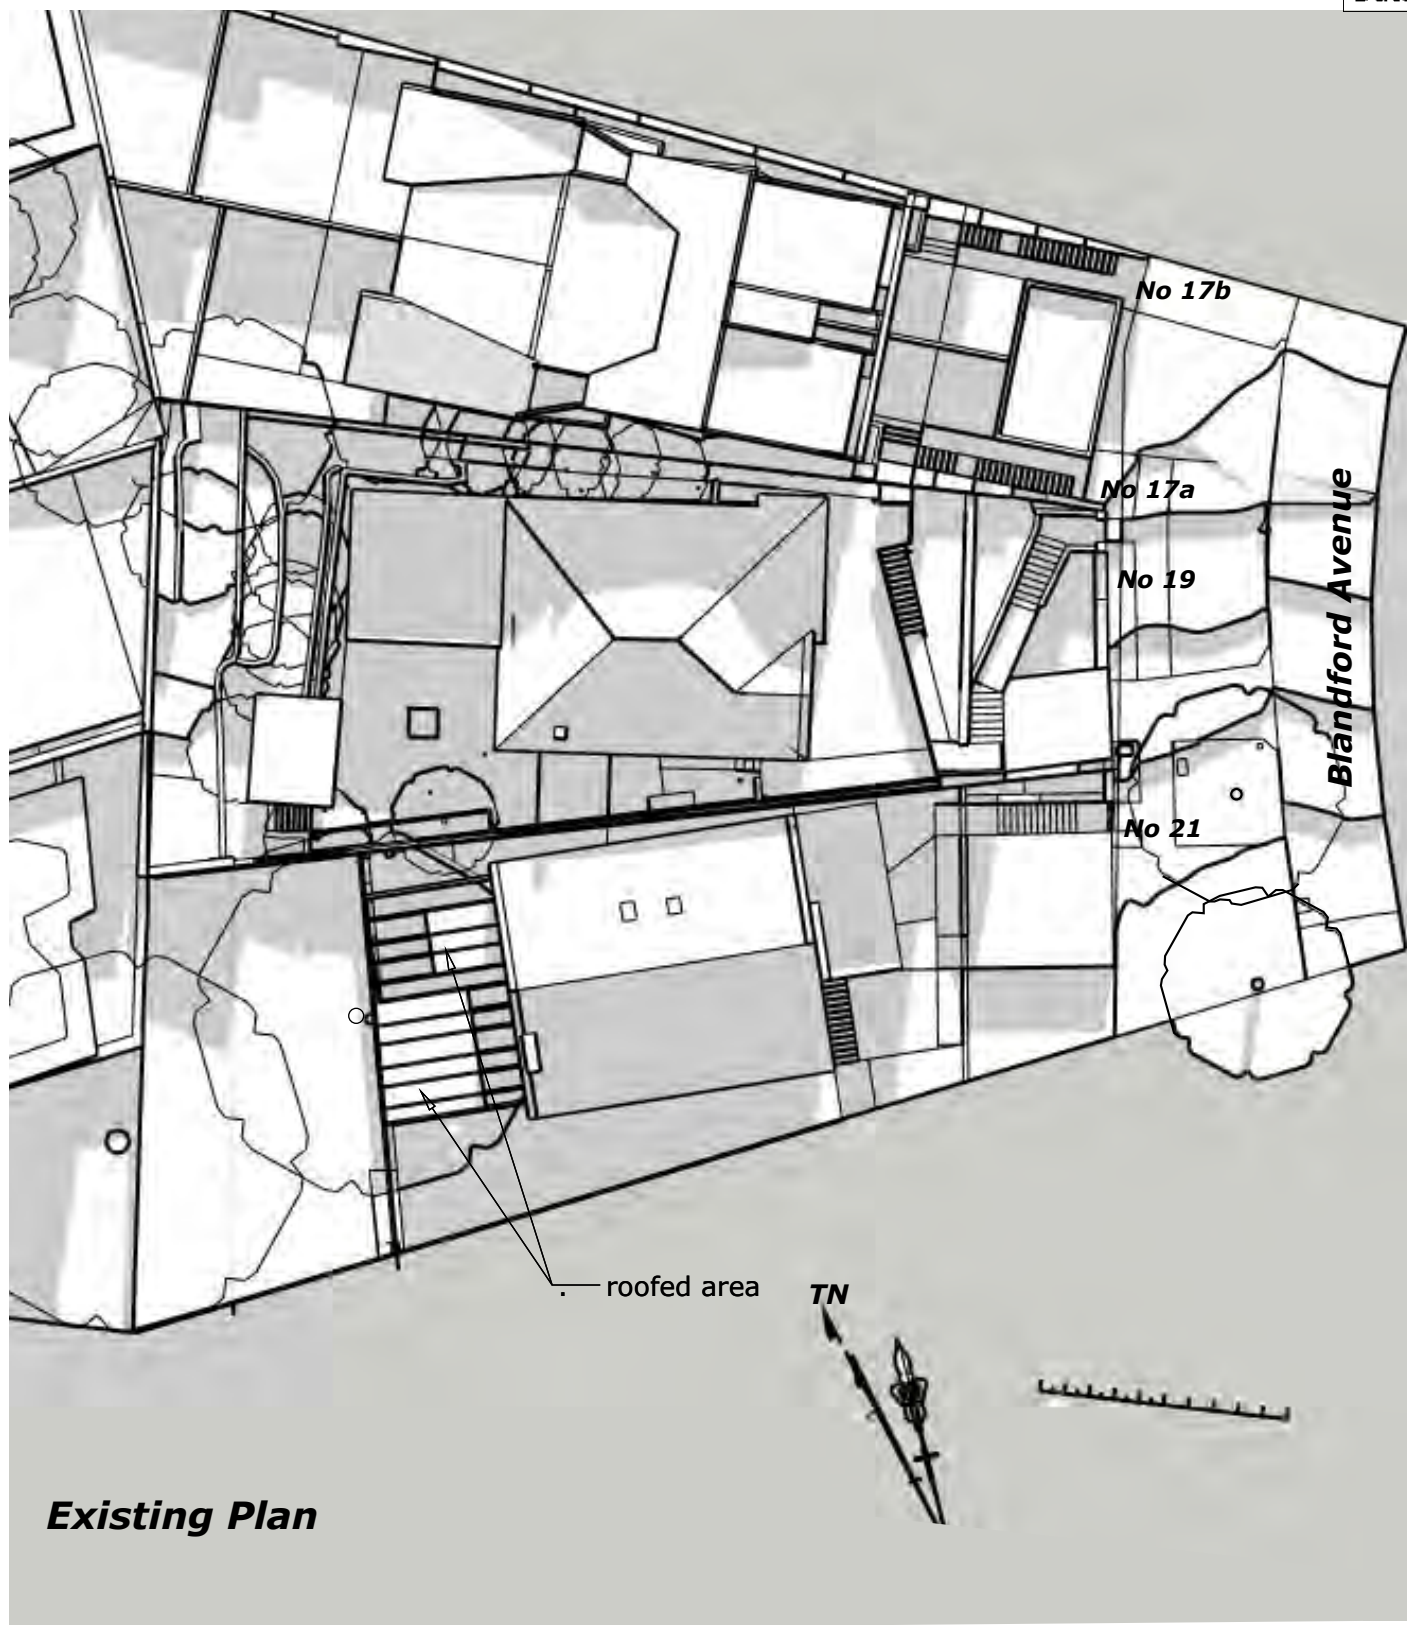 No 17b
No 17a
No 19
Blandford Avenue
No 21
roofed area
TN
Existing Plan